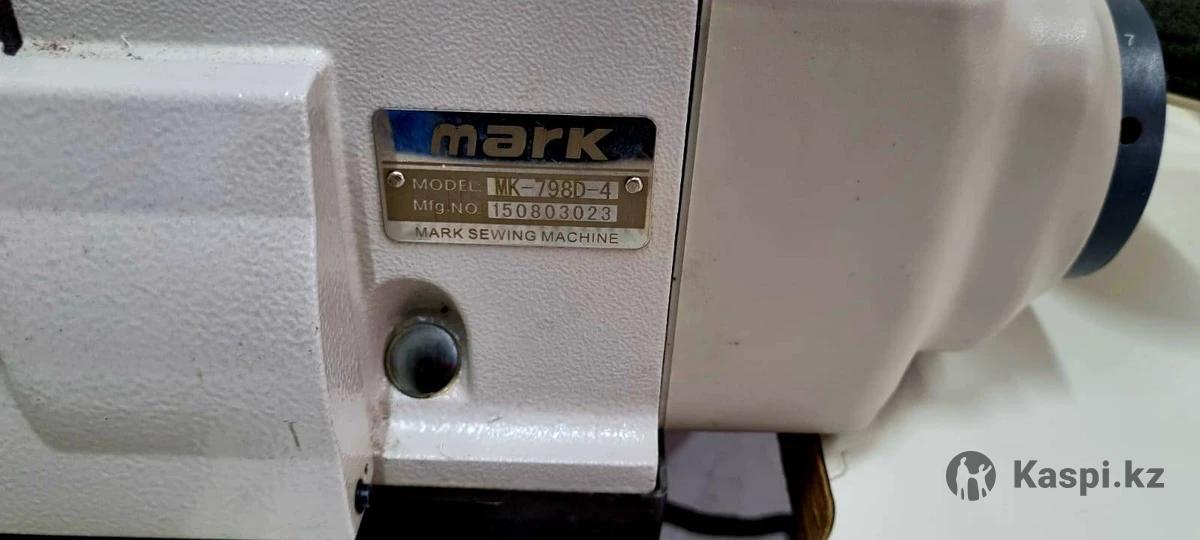 mark
MODEL: MK-798D-4
Mfg.NO. 150803023
MARK SEWING MACHINE
7
Kaspi.kz